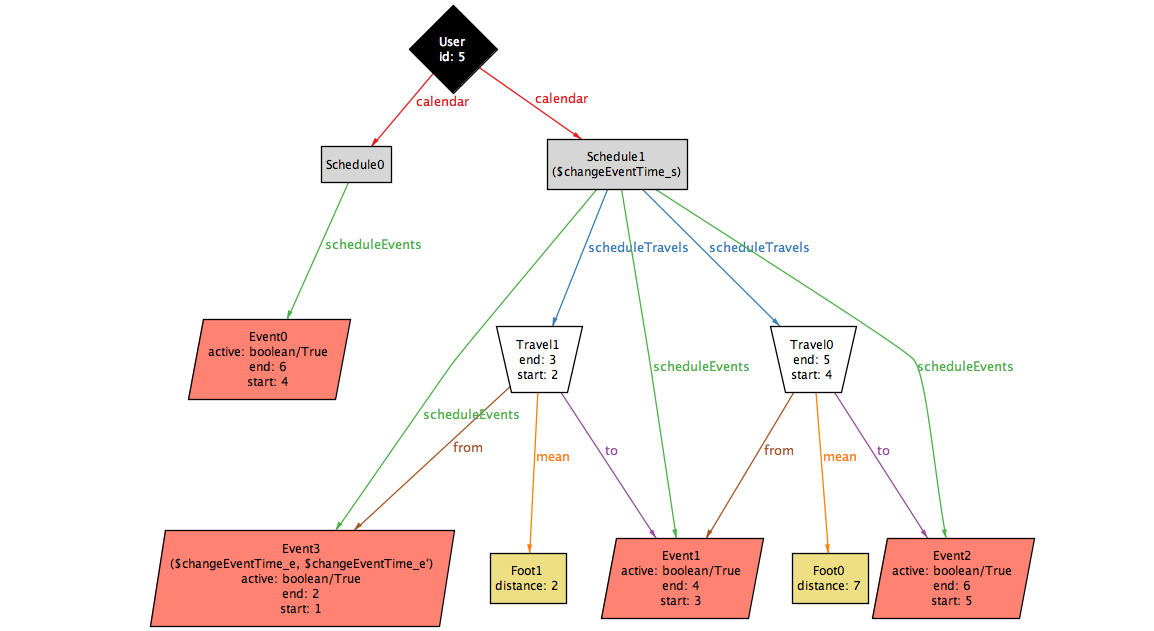 User
id: 5
calendar
calendar
Schedule0
Schedule1
($changeEventTime_s)
scheduleEvents
scheduleTravels
scheduleTravels
Event0
active: boolean/True
end: 6
start: 4
Travel1
end: 3
start: 2
Travel0
end: 5
start: 4
scheduleEvents
scheduleEvents
scheduleEvents
from
mean
to
from
mean
to
Event3
($changeEventTime_e, $changeEventTime_e')
active: boolean/True
end: 2
start: 1
Foot1
distance: 2
Event1
active: boolean/True
end: 4
start: 3
Foot0
distance: 7
Event2
active: boolean/True
end: 6
start: 5